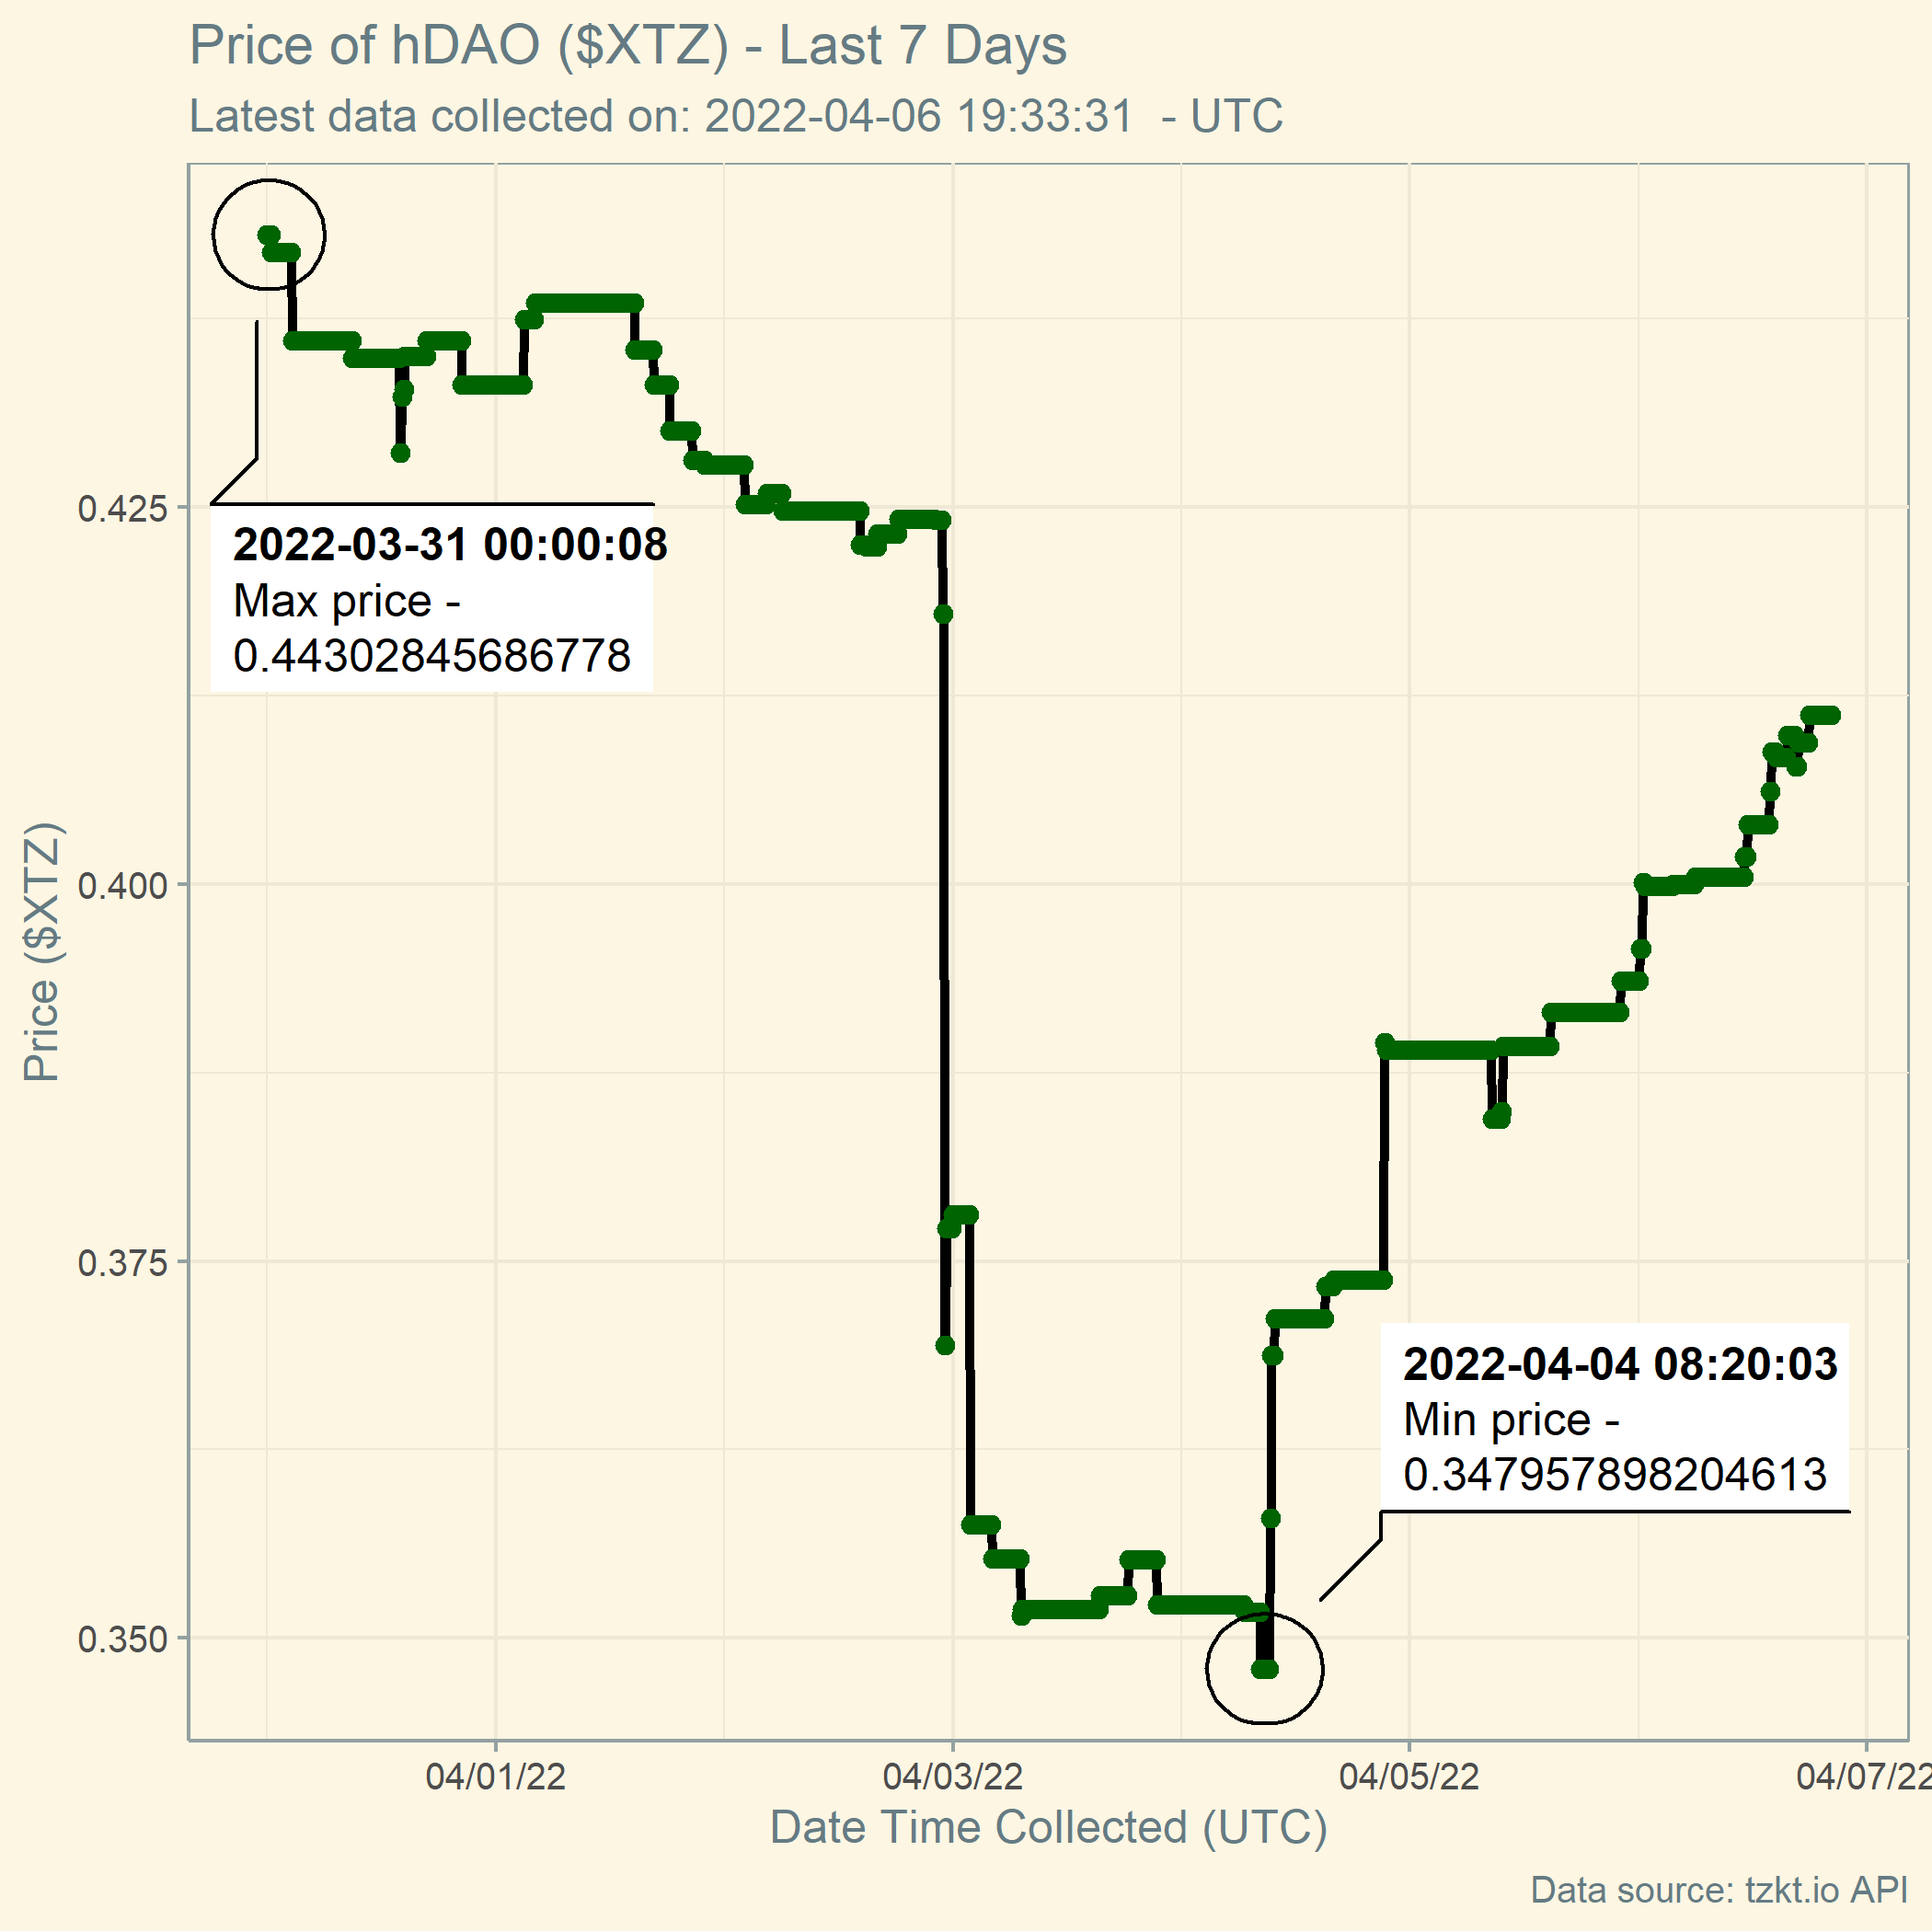 Price of hDAO ($XTZ) - Last 7 Days
Latest data collected on: 2022-04-06 19:33:31  - UTC
2022-03-31 00:00:08
Max price -
0.44302845686778
2022-04-04 08:20:03
Min price -
0.347957898204613
Price ($XTZ)
0.425
0.400
0.375
0.350
04/01/22
04/03/22
04/05/22
04/07/22
Date Time Collected (UTC)
Data source: tzkt.io API